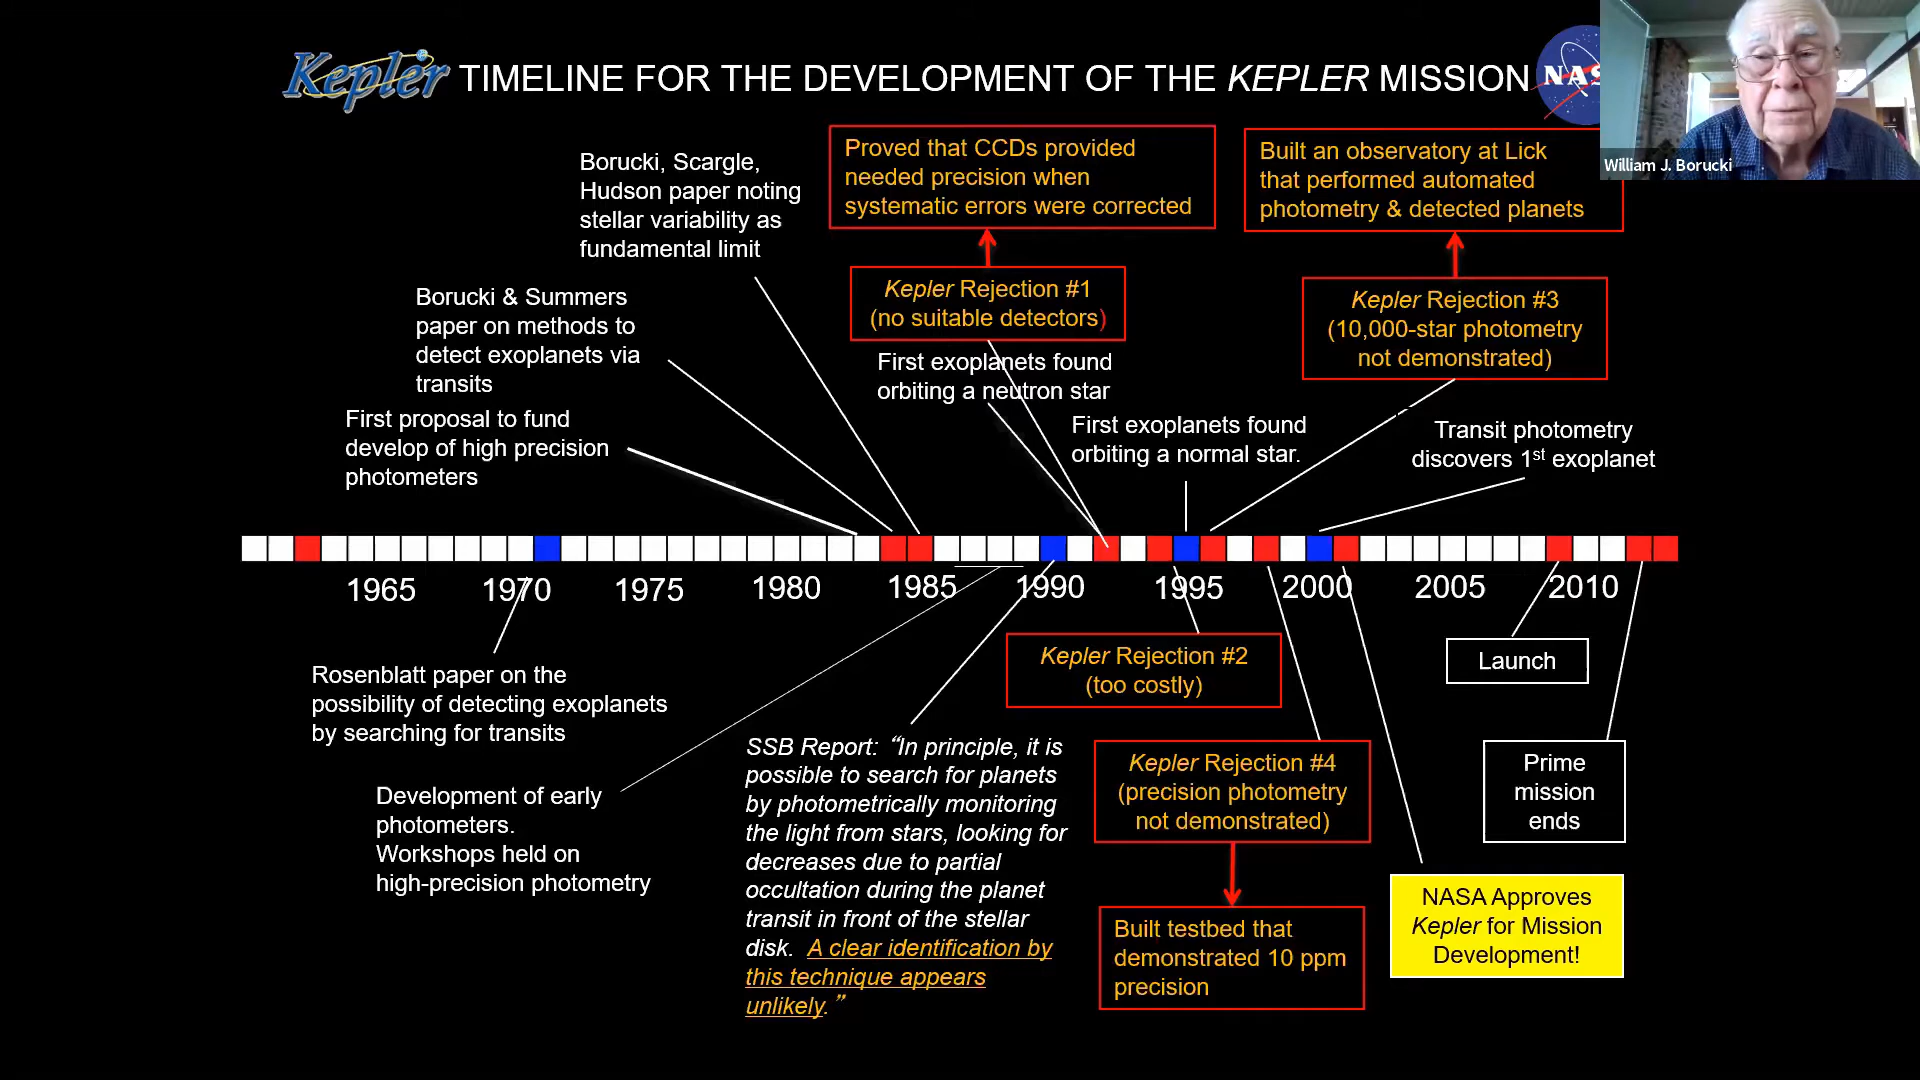 Kepler TIMELINE FOR THE DEVELOPMENT OF THE KEPLER MISSION
NAS
William J. Borucki
Borucki, Scargle,
Hudson paper noting
stellar variability as
fundamental limit
Proved that CCDs provided
needed precision when
systematic errors were corrected
Built an observatory at Lick
that performed automated
photometry & detected planets
Borucki & Summers
paper on methods to
detect exoplanets via
transits
Kepler Rejection #1
(no suitable detectors)
Kepler Rejection #3
(10,000-star photometry
not demonstrated)
First exoplanets found
orbiting a neutron star
First proposal to fund
develop of high precision
photometers
First exoplanets found
orbiting a normal star.
Transit photometry
discovers 1st exoplanet
1965 1970 1975 1980 1985 1990 1995 2000 2005 2010
Rosenblatt paper on the
possibility of detecting exoplanets
by searching for transits
Kepler Rejection #2
(too costly)
Launch
Development of early
photometers.
Workshops held on
high-precision photometry
SSB Report: “In principle, it is
possible to search for planets
by photometrically monitoring
the light from stars, looking for
decreases due to partial
occultation during the planet
transit in front of the stellar
disk. A clear identification by
this technique appears
unlikely.”
Kepler Rejection #4
(precision photometry
not demonstrated)
Prime
mission
ends
Built testbed that
demonstrated 10 ppm
precision
NASA Approves
Kepler for Mission
Development!